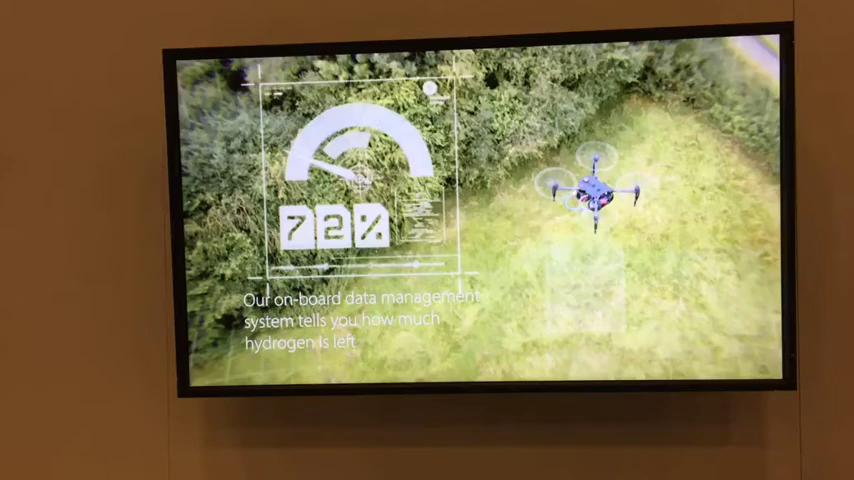 72%
Our on-board data management
system tells you how much
hydrogen is left